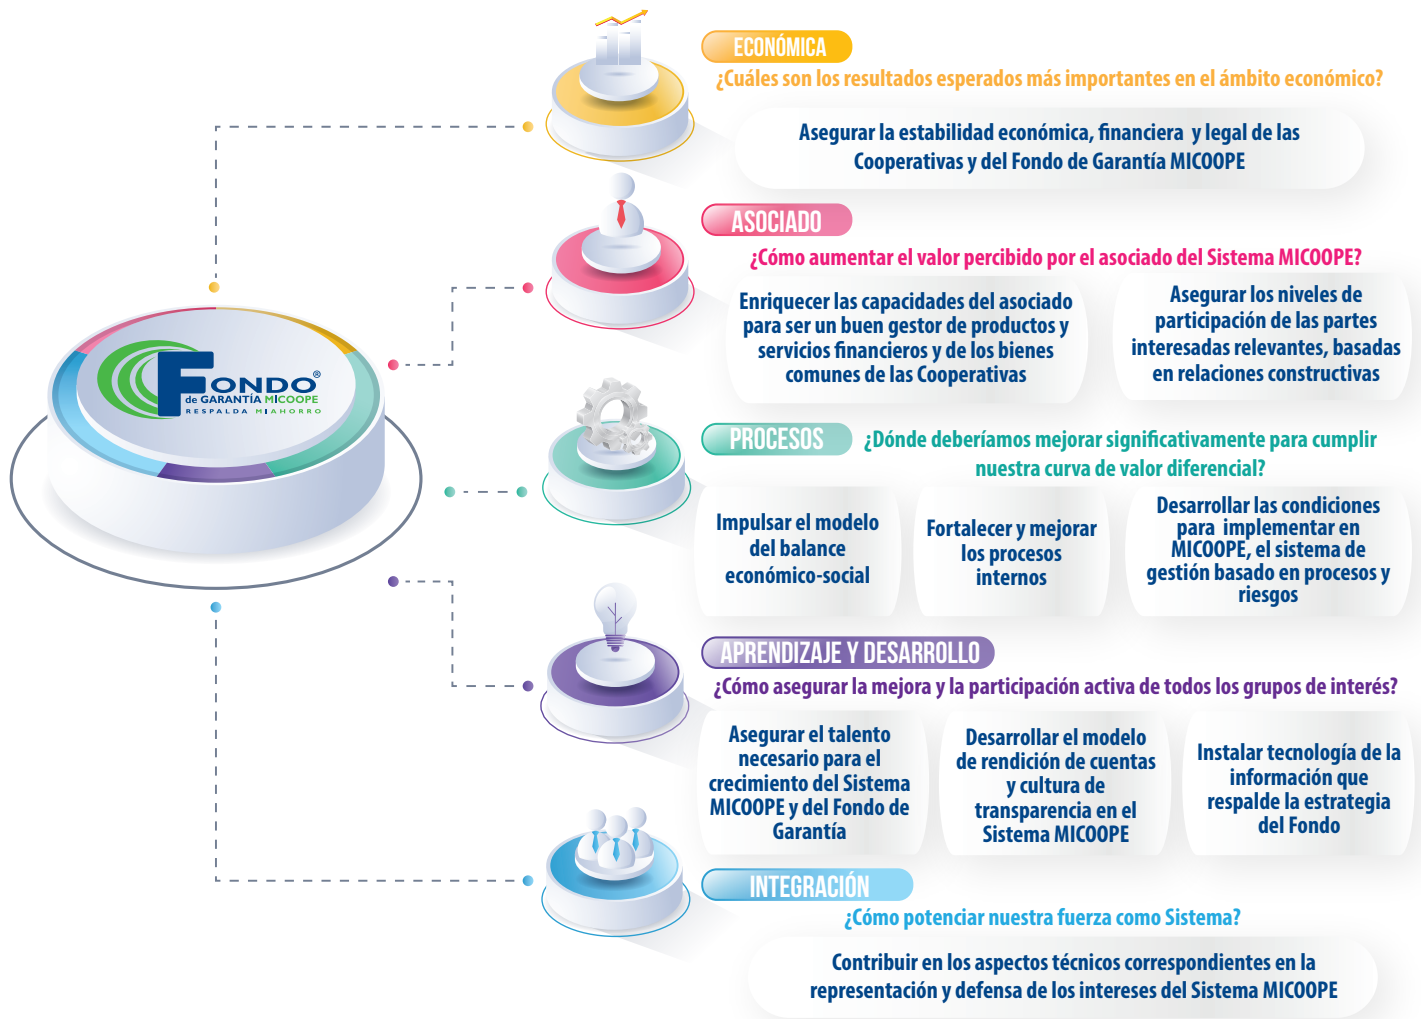 ECONÓMICA
¿Cuáles son los resultados esperados más importantes en el ámbito económico?
Asegurar la estabilidad económica, financiera y legal de las
Cooperativas y del Fondo de Garantía MICOOPE
ASOCIADO
¿Cómo aumentar el valor percibido por el asociado del Sistema MICOOPE?
Enriquecer las capacidades del asociado
para ser un buen gestor de productos y
servicios financieros y de los bienes
comunes de las Cooperativas
Asegurar los niveles de
participación de las partes
interesadas relevantes, basadas
en relaciones constructivas
FONDO®
de GARANTÍA MICOOPE
RESPALDA MIAHORRO
PROCESOS
¿Dónde deberíamos mejorar significativamente para cumplir
nuestra curva de valor diferencial?
Impulsar el modelo
del balance
económico-social
Fortalecer y mejorar
los procesos
internos
Desarrollar las condiciones
para implementar en
MICOOPE, el sistema de
gestión basado en procesos y
riesgos
APRENDIZAJE Y DESARROLLO
¿Cómo asegurar la mejora y la participación activa de todos los grupos de interés?
Asegurar el talento
necesario para el
crecimiento del Sistema
MICOOPE y del Fondo de
Garantía
Desarrollar el modelo
de rendición de cuentas
y cultura de
transparencia en el
Sistema MICOOPE
Instalar tecnología de la
información que
respalde la estrategia
del Fondo
INTEGRACIÓN
¿Cómo potenciar nuestra fuerza como Sistema?
Contribuir en los aspectos técnicos correspondientes en la
representación y defensa de los intereses del Sistema MICOOPE